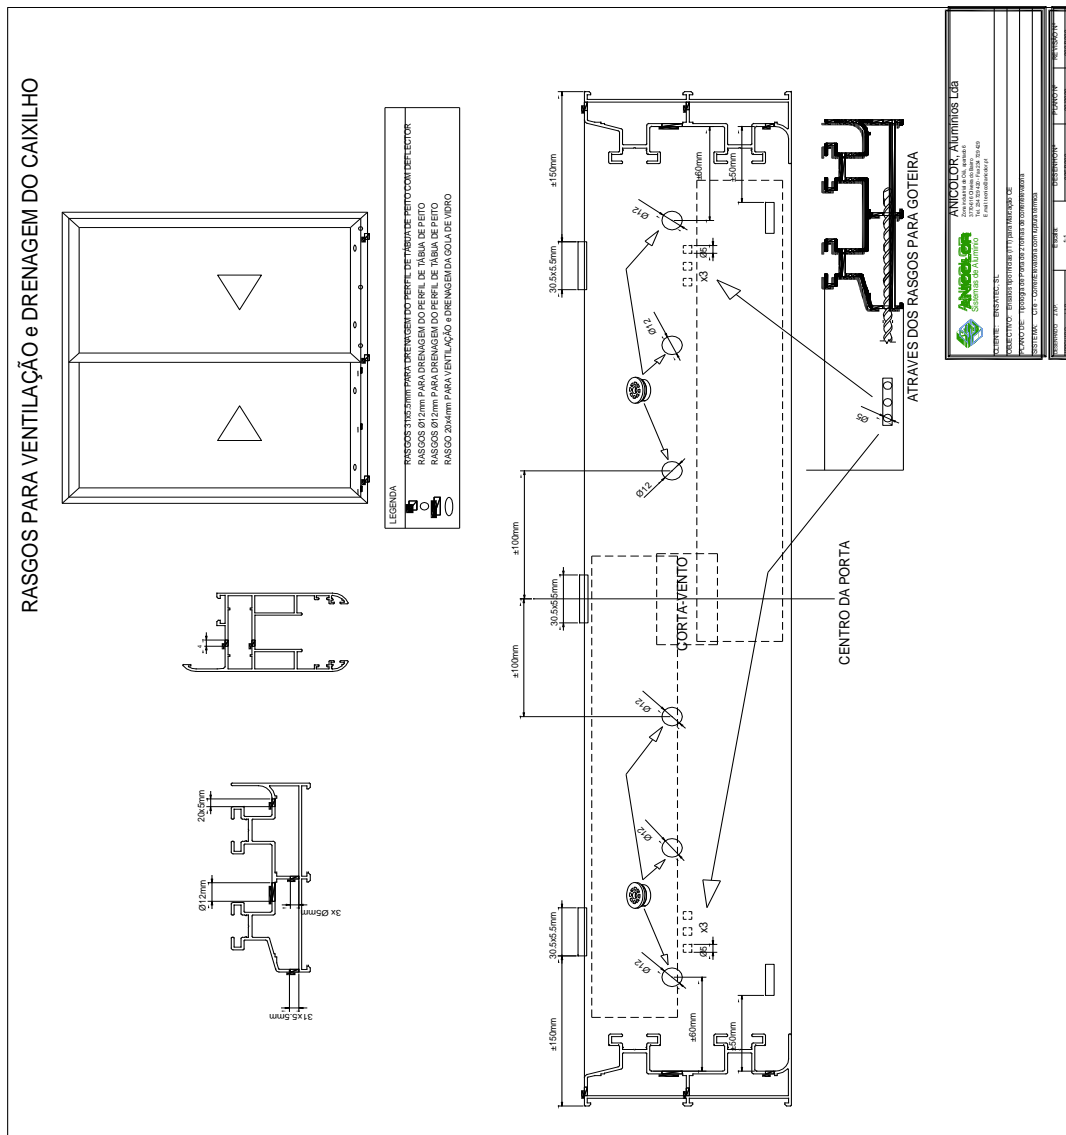 RASGOS PARA VENTILAÇÃO e DRENAGEM DO CAIXILHO
LEGENDA
RASGOS 31x5.5mm PARA DRENAGEM DO PERFIL DE TÁBUA DE PEITO COM DEFLECTOR
RASGOS Ø12mm PARA DRENAGEM DO PERFIL DE TÁBUA DE PEITO
RASGOS Ø12mm PARA DRENAGEM DO PERFIL DE TÁBUA DE PEITO
RASGO 20x4mm PARA VENTILAÇÃO e DRENAGEM DA GOLA DE VIDRO
4
20x5mm
Ø12mm
3x Ø5mm
31x5.5mm
±150mm
30.5x5.5mm
±100mm
30.5x5.5mm
±100mm
30.5x5.5mm
±150mm
±60mm
±50mm
Ø12
Ø5
x3
Ø12
Ø12
CORTA-VENTO
CENTRO DA PORTA
Ø12
Ø12
x3
Ø5
Ø12
±60mm
±50mm
Ø5
ATRAVES DOS RASGOS PARA GOTEIRA
ANICOLOR, Alumínios Lda
ANICOLOR
Sistemas de Alumínio
CLIENTE: ENSATEC, SL